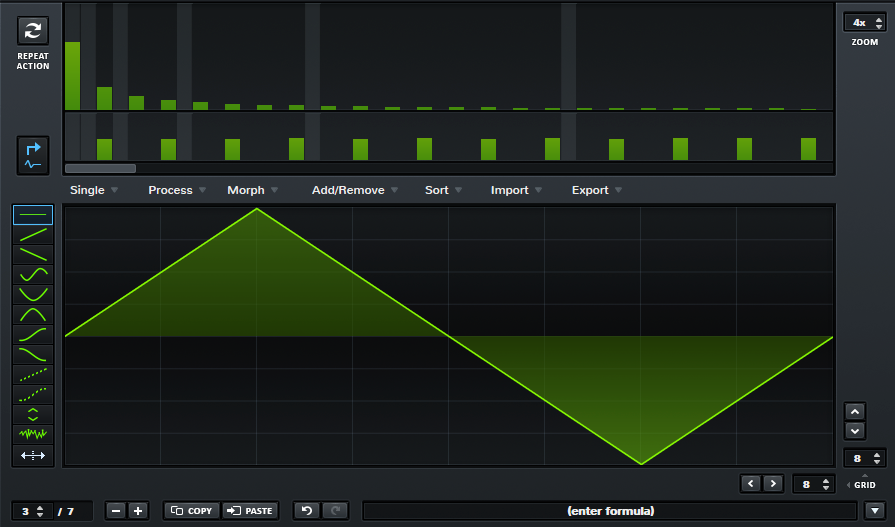 4x
REPEAT
ACTION
ZOOM
Single Process Morph Add/Remove Sort Import Export
8
8 GRID
3 / 7 COPY PASTE (enter formula)